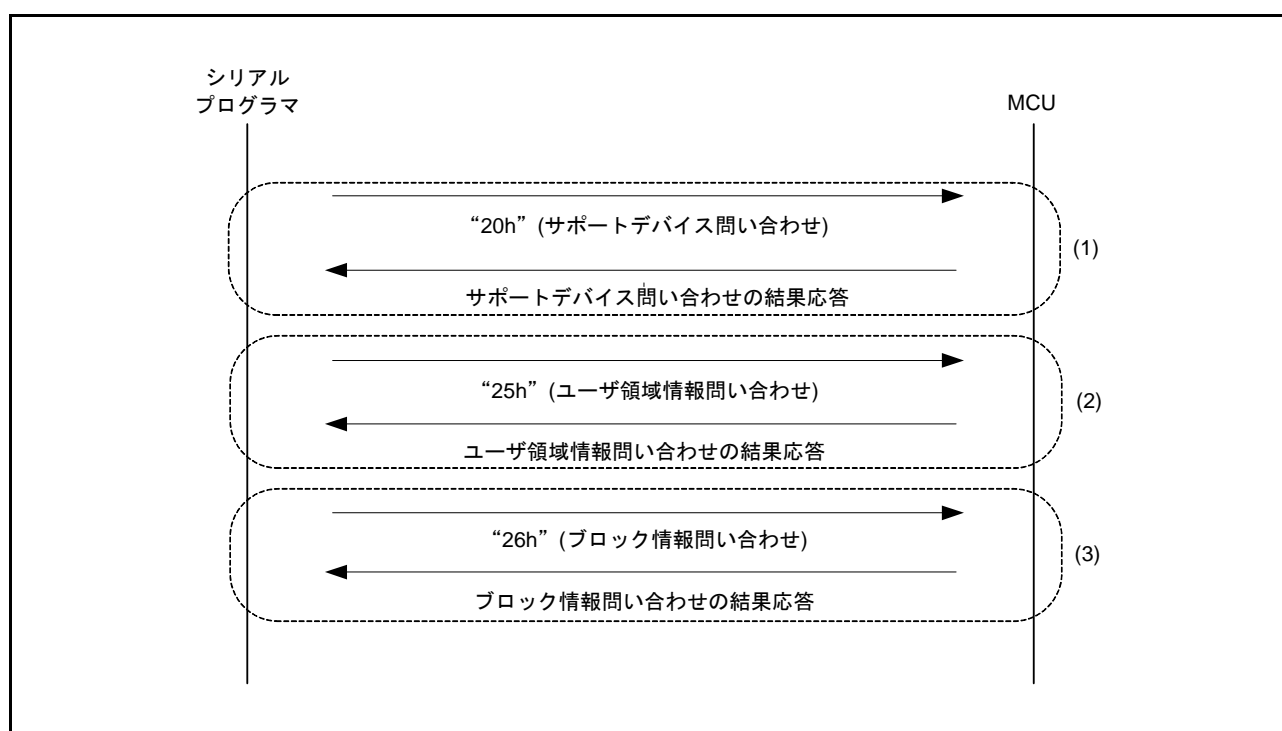 シリアル
プログラマ
MCU
“20h” (サポートデバイス問い合わせ)
(1)
サポートデバイス問い合わせの結果応答
“25h” (ユーザ領域情報問い合わせ)
(2)
ユーザ領域情報問い合わせの結果応答
“26h” (ブロック情報問い合わせ)
(3)
ブロック情報問い合わせの結果応答